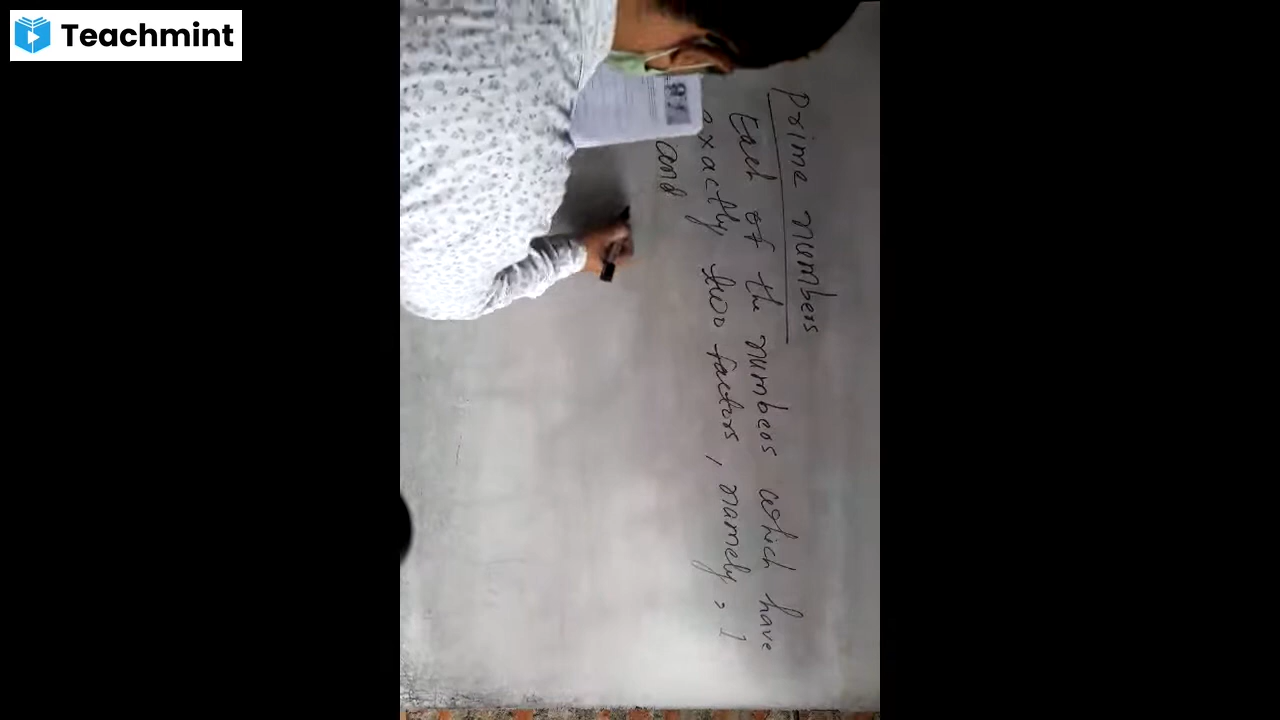 Teachmint
Prime numbers
Each of the numbers which have
exactly two factors, namely, 1
and